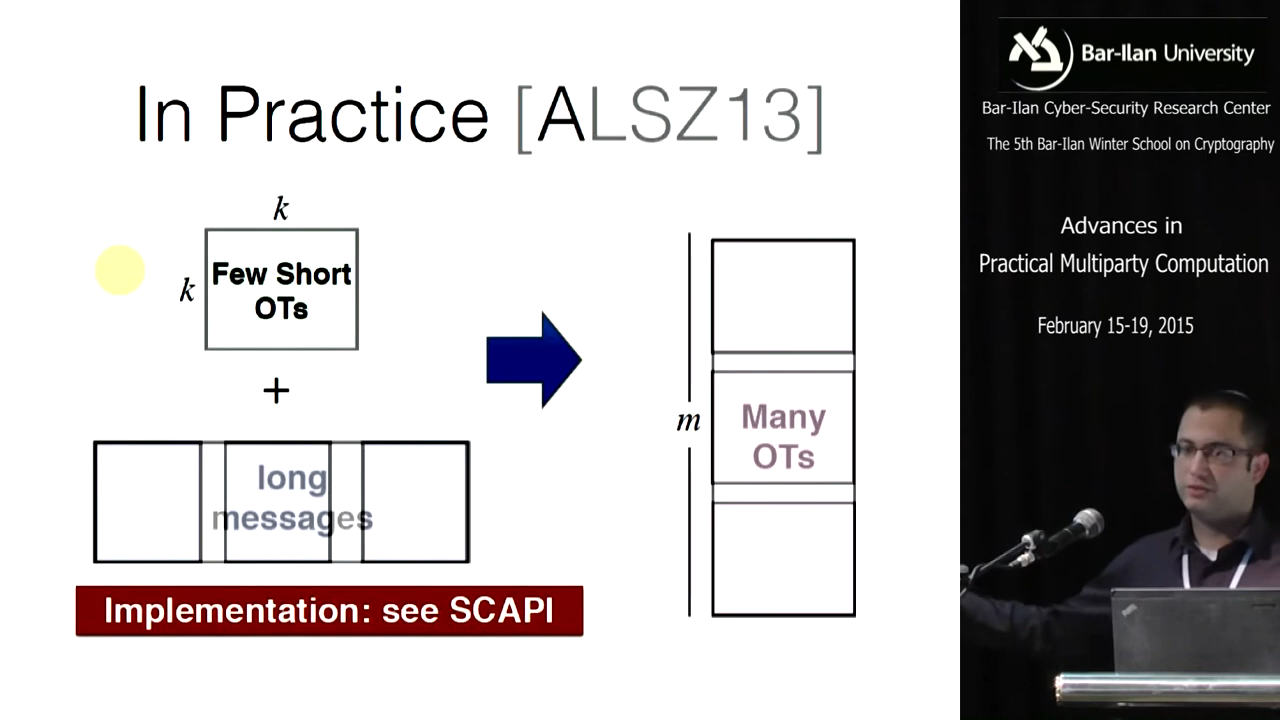 In Practice [ALSZ13]
k
k
Few Short
OTs
+
long
messages
Implementation: see SCAPI
m
Many
OTs
Bar-Ilan University
Bar-Ilan Cyber-Security Research Center
The 5th Bar-Ilan Winter School on Cryptography
Advances in
Practical Multiparty Computation
February 15-19, 2015